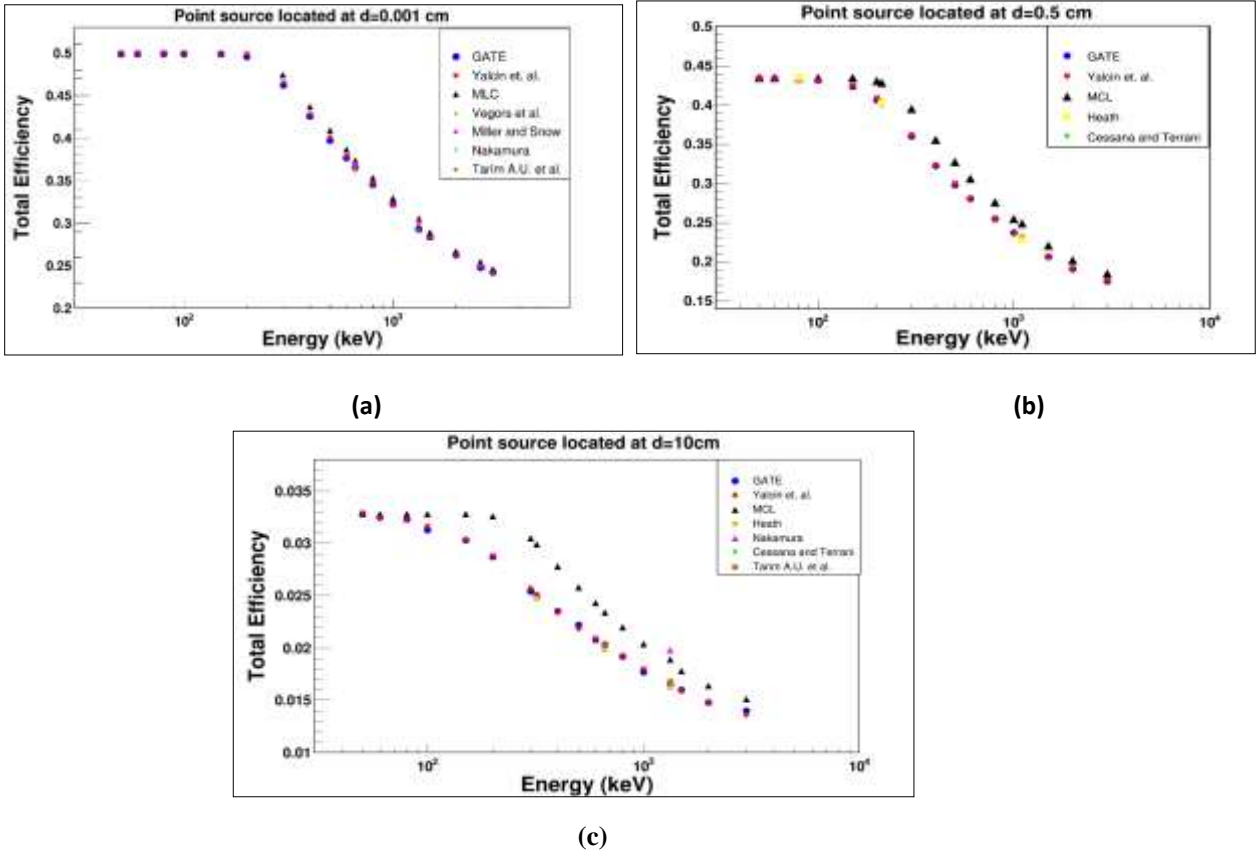 Point source located at d=0.001 cm
Total Efficiency
0.5
0.45
0.4
0.35
0.3
0.25
0.2
GATE
Yalcin et. al.
MLC
Vegors et al.
Miller and Snow
Nakamura
Tarim A.U. et al.
10²
10³
Energy (keV)
(a)
Point source located at d=0.5 cm
Total Efficiency
0.5
0.45
0.4
0.35
0.3
0.25
0.2
0.15
GATE
Yalcin et. al.
MCL
Heath
Cessana and Terrani
10²
10³
10⁴
Energy (keV)
(b)
Point source located at d=10cm
Total Efficiency
0.035
0.03
0.025
0.02
0.015
0.01
GATE
Yalcin et. al.
MCL
Heath
Nakamura
Cessana and Terrani
Tarim A.U. et al.
10²
10³
10⁴
Energy (keV)
(c)